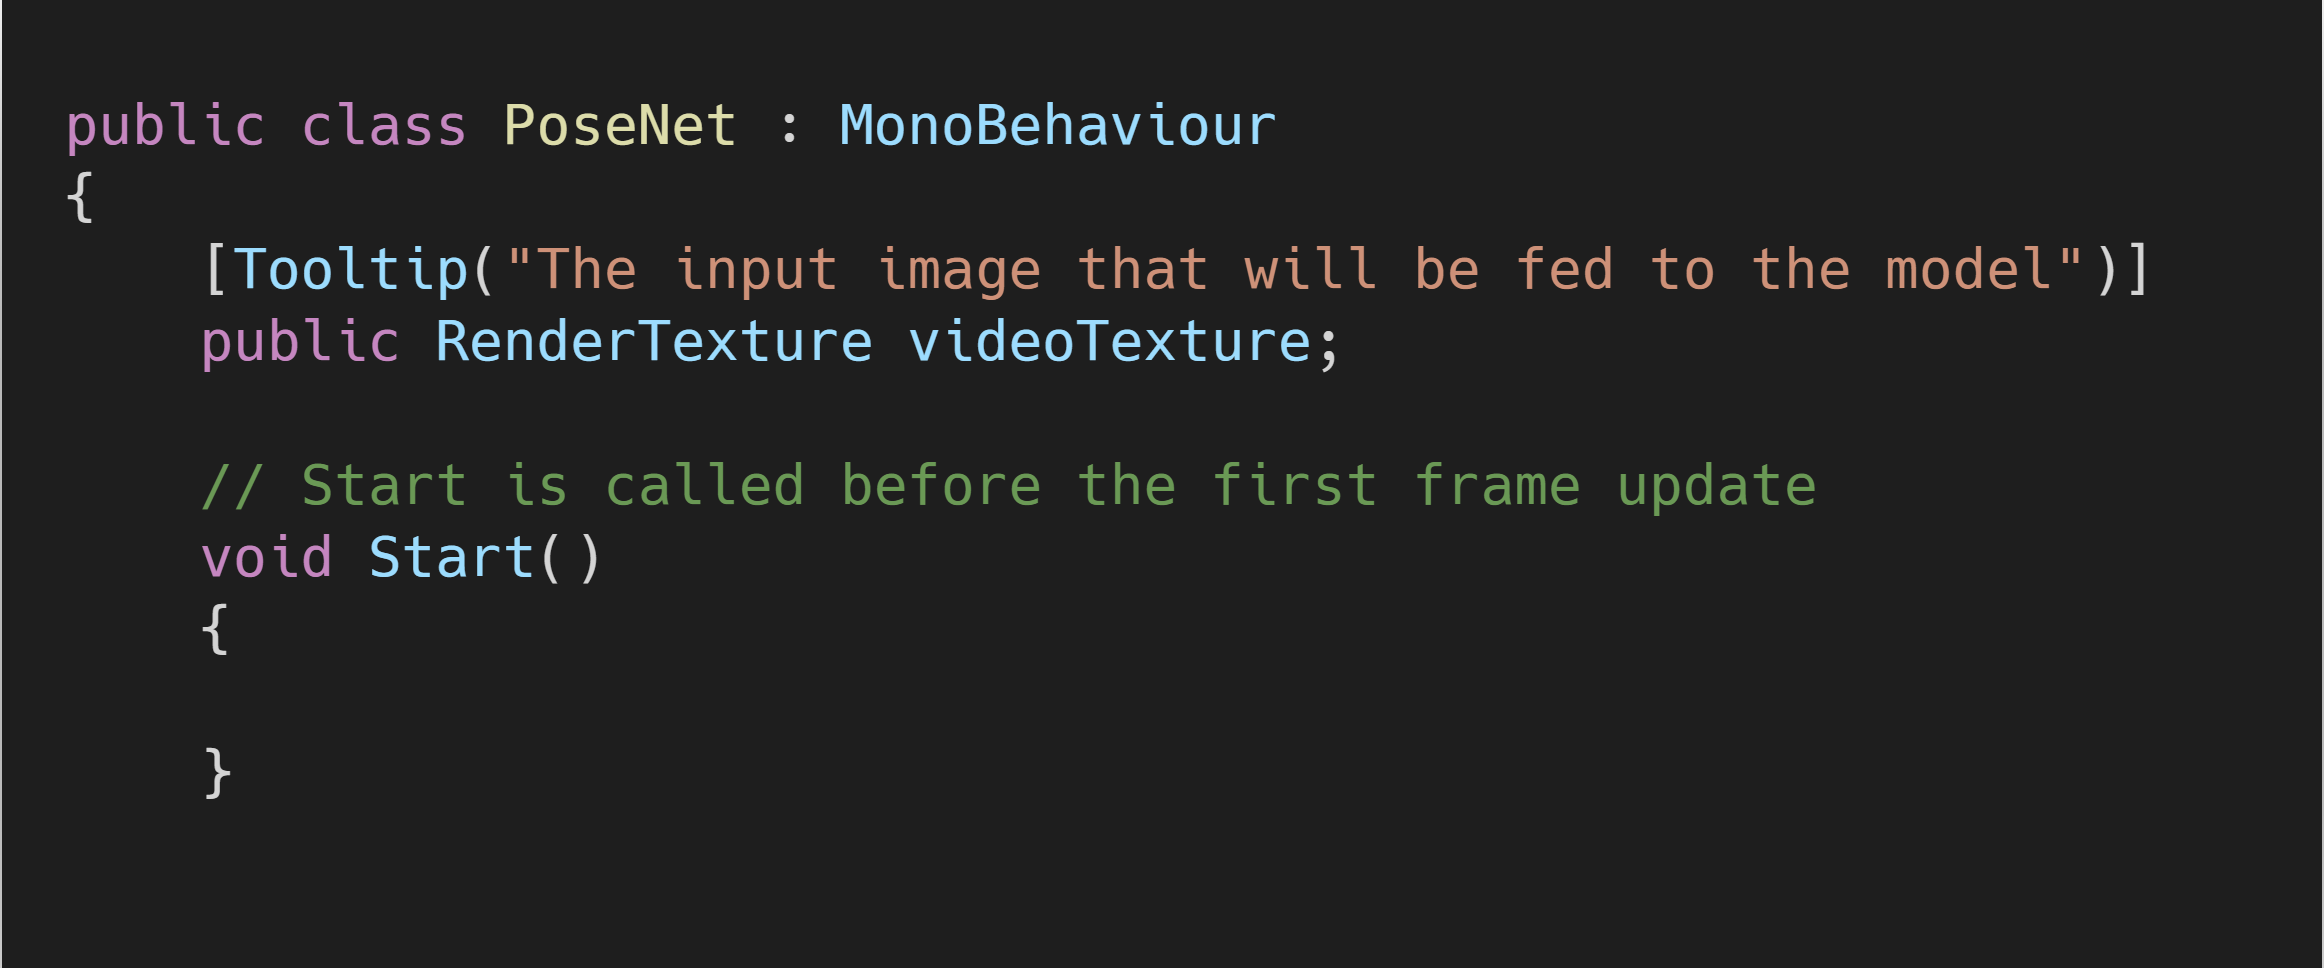 public class PoseNet : MonoBehaviour
{
    [Tooltip("The input image that will be fed to the model")]
    public RenderTexture videoTexture;

    // Start is called before the first frame update
    void Start()
    {

    }